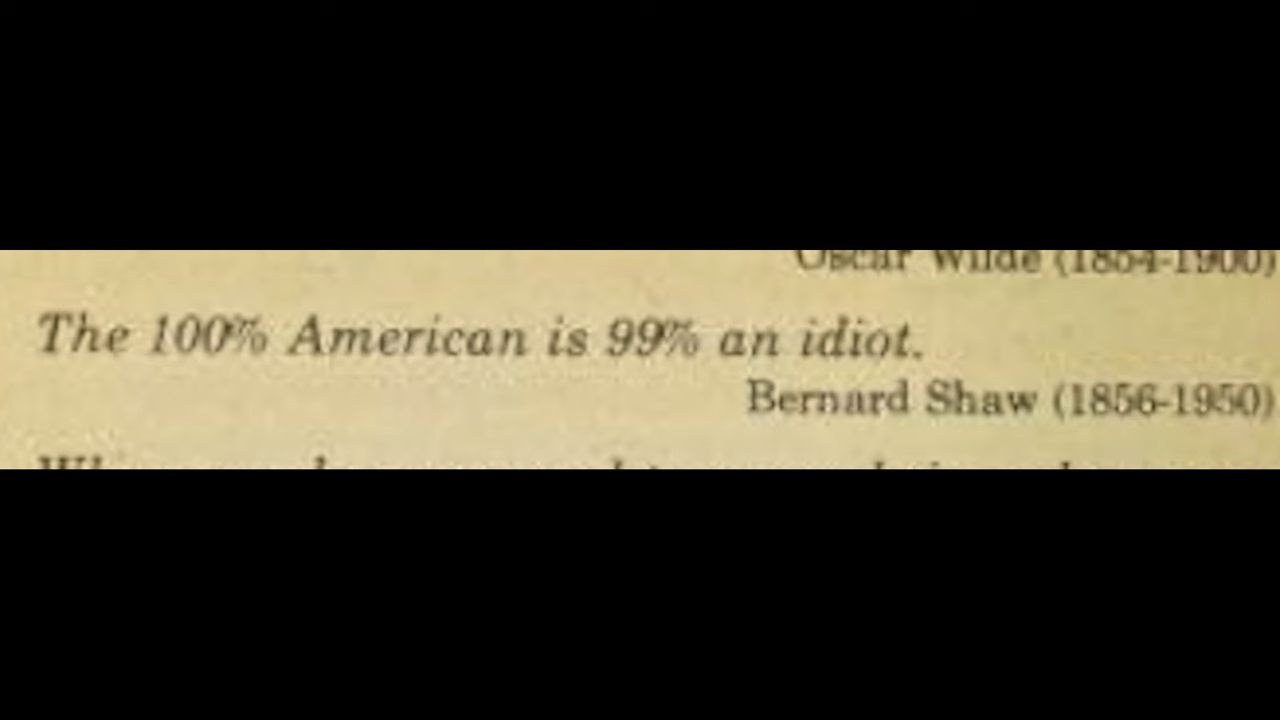 Oscar Wilde (1854-1900)
The 100% American is 99% an idiot.
Bernard Shaw (1856-1950)